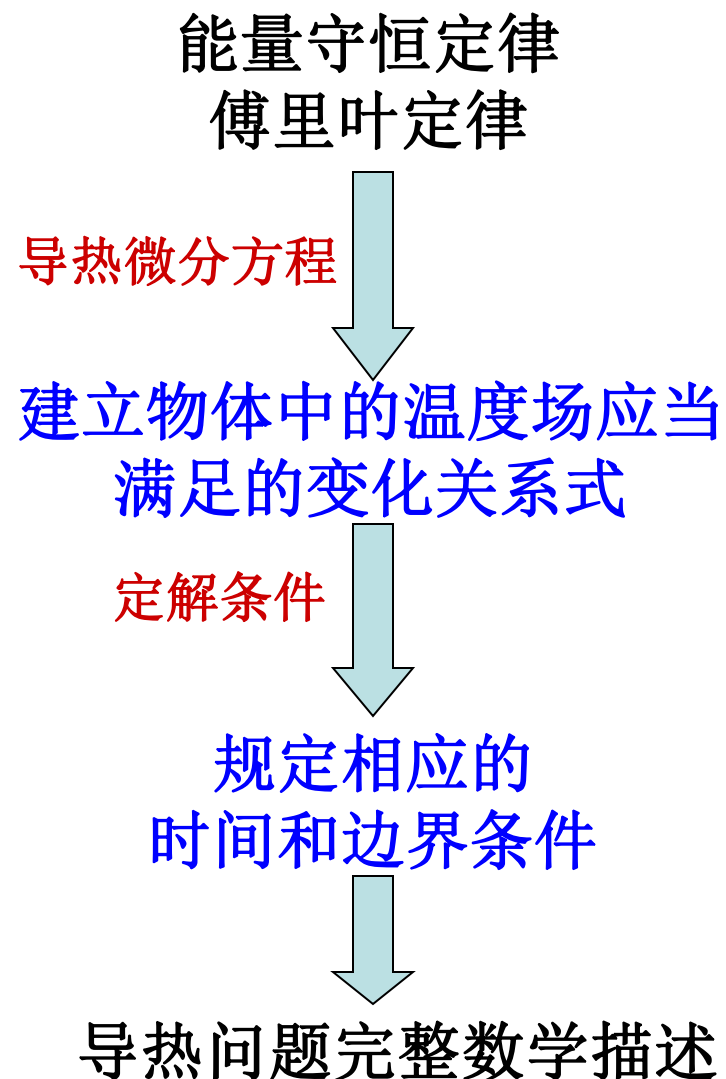 能量守恒定律
傅里叶定律
导热微分方程
建立物体中的温度场应当
满足的变化关系式
定解条件
规定相应的
时间和边界条件
导热问题完整数学描述